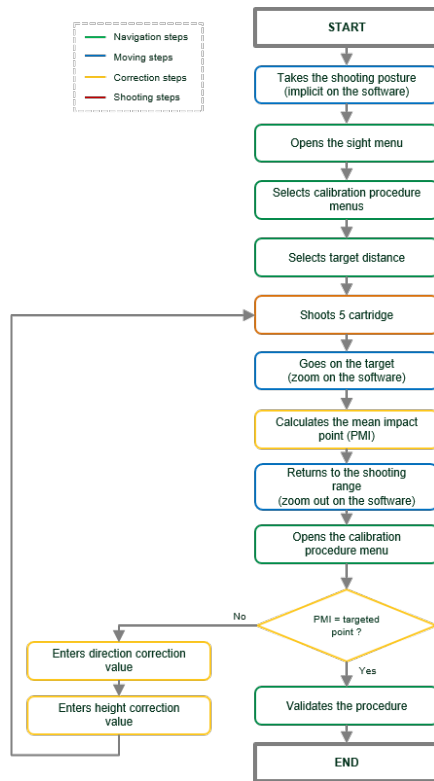 Navigation steps
Moving steps
Correction steps
Shooting steps
START
Takes the shooting posture
(implicit on the software)
Opens the sight menu
Selects calibration procedure
menus
Selects target distance
Shoots 5 cartridge
Goes on the target
(zoom on the software)
Calculates the mean impact
point (PMI)
Returns to the shooting
range
(zoom out on the software)
Opens the calibration
procedure menu
PMI = targeted
point ?
No
Yes
Enters direction correction
value
Enters height correction
value
Validates the procedure
END